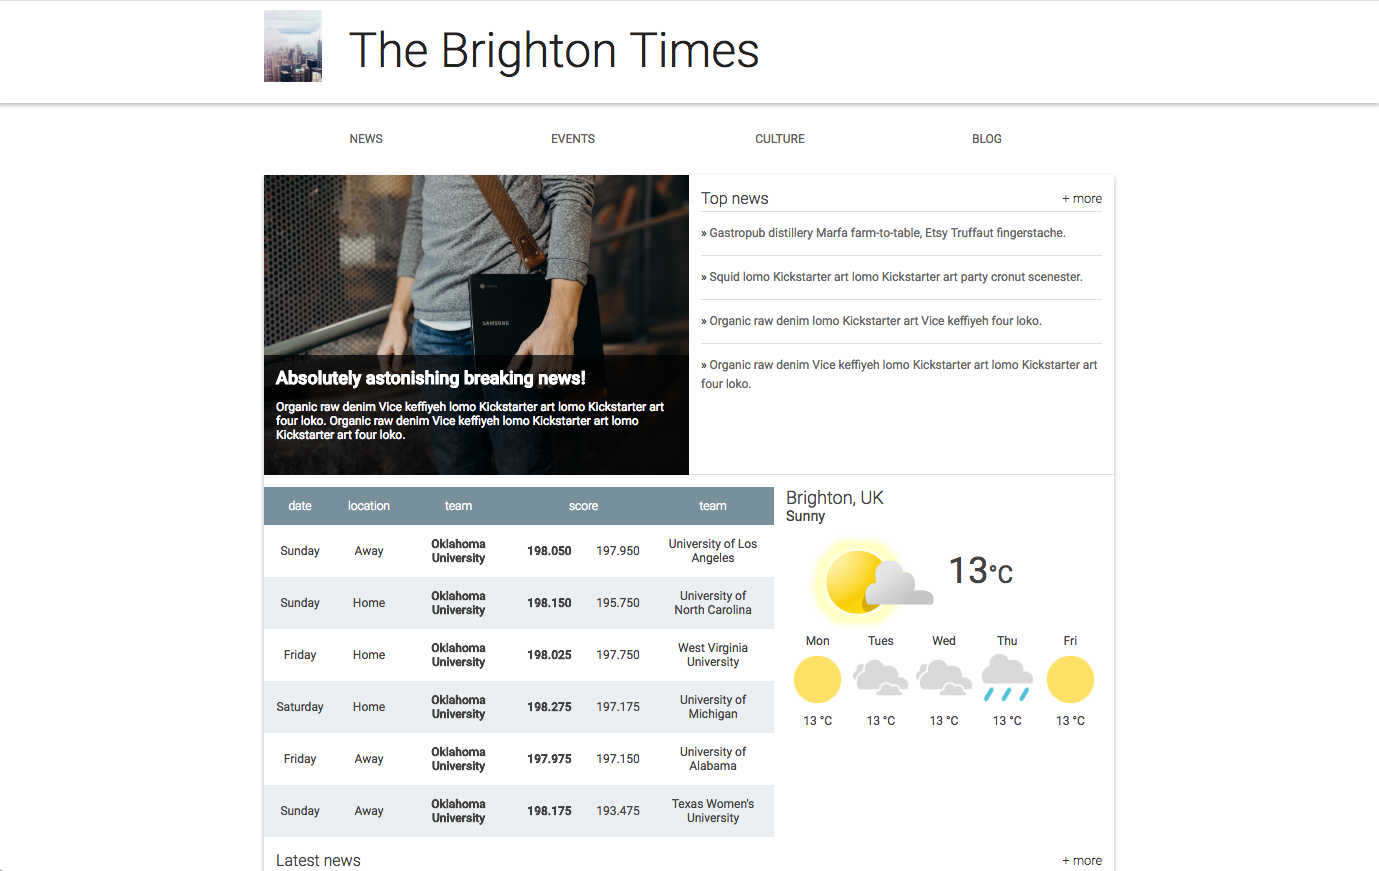 The Brighton Times
NEWS EVENTS CULTURE BLOG
SAMSUNG
Absolutely astonishing breaking news!
Organic raw denim Vice keffiyeh lomo Kickstarter art lomo Kickstarter art
four loko. Organic raw denim Vice keffiyeh lomo Kickstarter art lomo
Kickstarter art four loko.
Top news + more
» Gastropub distillery Marfa farm-to-table, Etsy Truffaut fingerstache.
» Squid lomo Kickstarter art lomo Kickstarter art party cronut scenester.
» Organic raw denim lomo Kickstarter art Vice keffiyeh four loko.
» Organic raw denim Vice keffiyeh lomo Kickstarter art lomo Kickstarter art
four loko.
date location team score team
Sunday Away Oklahoma University 198.050 197.950 University of Los Angeles
Sunday Home Oklahoma University 198.150 195.750 University of North Carolina
Friday Home Oklahoma University 198.025 197.750 West Virginia University
Saturday Home Oklahoma University 198.275 197.175 University of Michigan
Friday Away Oklahoma University 197.975 197.150 University of Alabama
Sunday Away Oklahoma University 198.175 193.475 Texas Women's University
Brighton, UK
Sunny
13°C
Mon Tues Wed Thu Fri
13 °C 13 °C 13 °C 13 °C 13 °C
Latest news + more